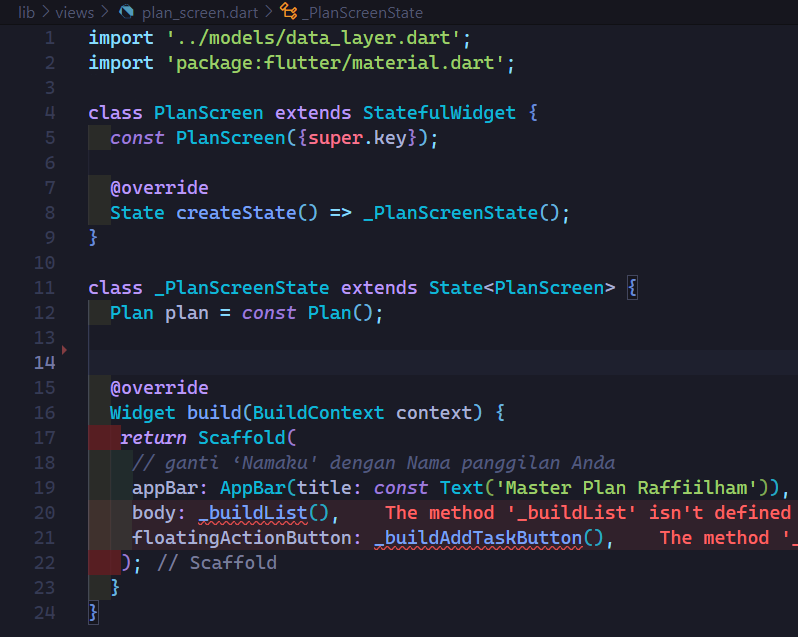 lib > views > plan_screen.dart > _PlanScreenState
1 import '../models/data_layer.dart';
2 import 'package:flutter/material.dart';
3
4 class PlanScreen extends StatefulWidget {
5 const PlanScreen({super.key});
6
7 @override
8 State createState() => _PlanScreenState();
9 }
10
11 class _PlanScreenState extends State<PlanScreen> {
12 Plan plan = const Plan();
13
14
15 @override
16 Widget build(BuildContext context) {
17 return Scaffold(
18 // ganti ‘Namaku' dengan Nama panggilan Anda
19 appBar: AppBar(title: const Text('Master Plan Raffiilham')),
20 body: _buildList(), The method '_buildList' isn't defined
21 floatingActionButton: _buildAddTaskButton(), The method '_
22 ); // Scaffold
23 }
24 }